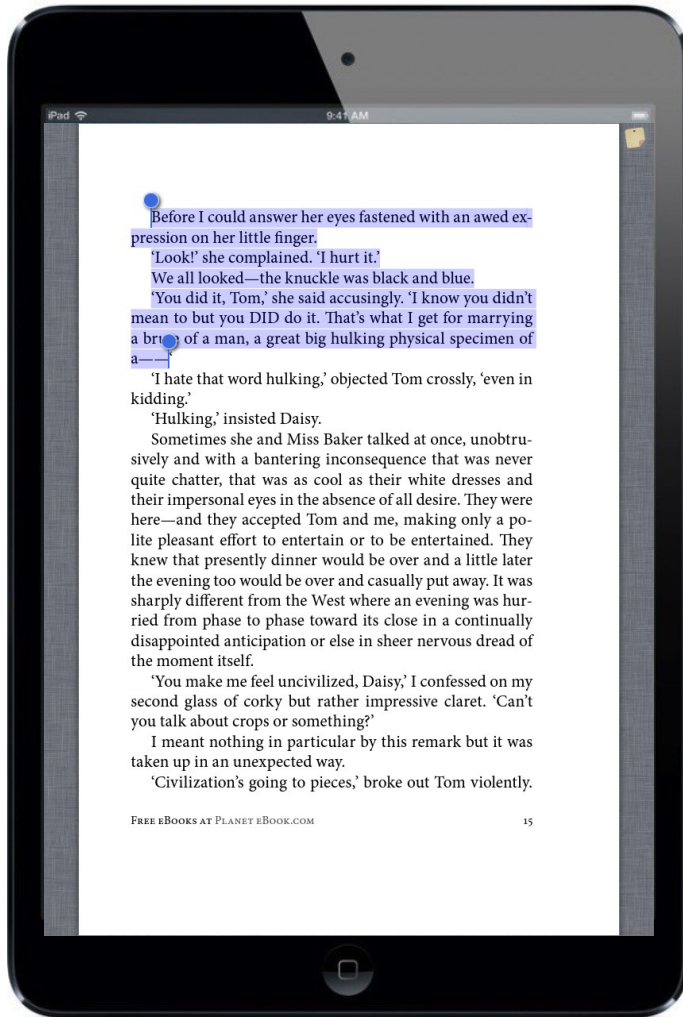 iPad
9:41 AM
Before I could answer her eyes fastened with an awed ex-
pression on her little finger.
‘Look!’ she complained. ‘I hurt it.’
We all looked—the knuckle was black and blue.
‘You did it, Tom,’ she said accusingly. ‘I know you didn’t
mean to but you DID do it. That’s what I get for marrying
a of a man, a great big hulking physical specimen of
a——‘
‘I hate that word hulking,’ objected Tom crossly, ‘even in
kidding.’
‘Hulking,’ insisted Daisy.
Sometimes she and Miss Baker talked at once, unobtru-
sively and with a bantering inconsequence that was never
quite chatter, that was as cool as their white dresses and
their impersonal eyes in the absence of all desire. They were
here—and they accepted Tom and me, making only a po-
lite pleasant effort to entertain or to be entertained. They
knew that presently dinner would be over and a little later
the evening too would be over and casually put away. It was
sharply different from the West where an evening was hur-
ried from phase to phase toward its close in a continually
disappointed anticipation or else in sheer nervous dread of
the moment itself.
‘You make me feel uncivilized, Daisy,’ I confessed on my
second glass of corky but rather impressive claret. ‘Can’t
you talk about crops or something?’
I meant nothing in particular by this remark but it was
taken up in an unexpected way.
‘Civilization’s going to pieces,’ broke out Tom violently.
Free eBooks at Planet eBook.com 15